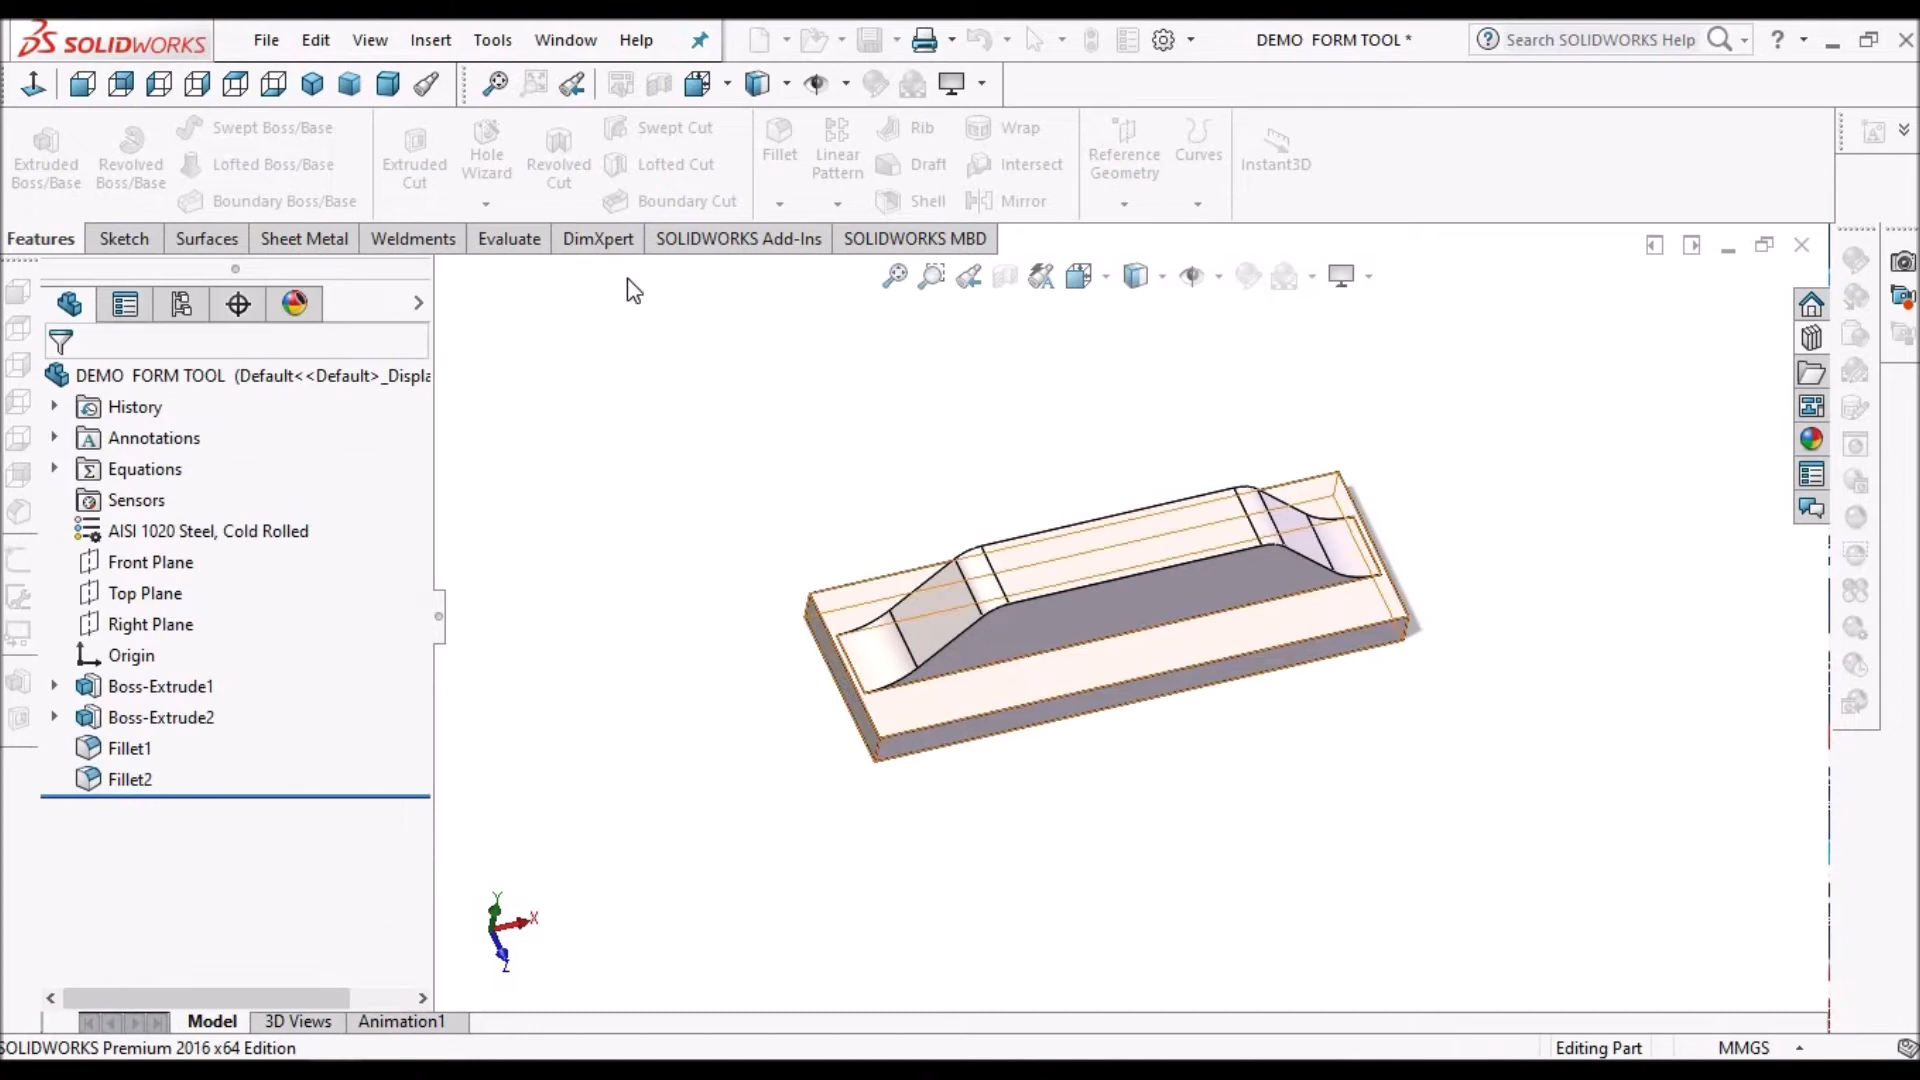 SOLIDWORKS File Edit View Insert Tools Window Help DEMO FORM TOOL * Search SOLIDWORKS Help ?
Extruded Boss/Base
Revolved Boss/Base
Swept Boss/Base
Lofted Boss/Base
Boundary Boss/Base
Extruded Cut
Hole Wizard
Revolved Cut
Swept Cut
Lofted Cut
Boundary Cut
Fillet
Linear Pattern
Rib
Draft
Shell
Wrap
Intersect
Mirror
Reference Geometry
Curves
Instant3D
Features Sketch Surfaces Sheet Metal Weldments Evaluate DimXpert SOLIDWORKS Add-Ins SOLIDWORKS MBD
DEMO FORM TOOL (Default<<Default>_Displa
History
Annotations
Equations
Sensors
AISI 1020 Steel, Cold Rolled
Front Plane
Top Plane
Right Plane
Origin
Boss-Extrude1
Boss-Extrude2
Fillet1
Fillet2
Y
X
Z
Model 3D Views Animation1
SOLIDWORKS Premium 2016 x64 Edition Editing Part MMGS